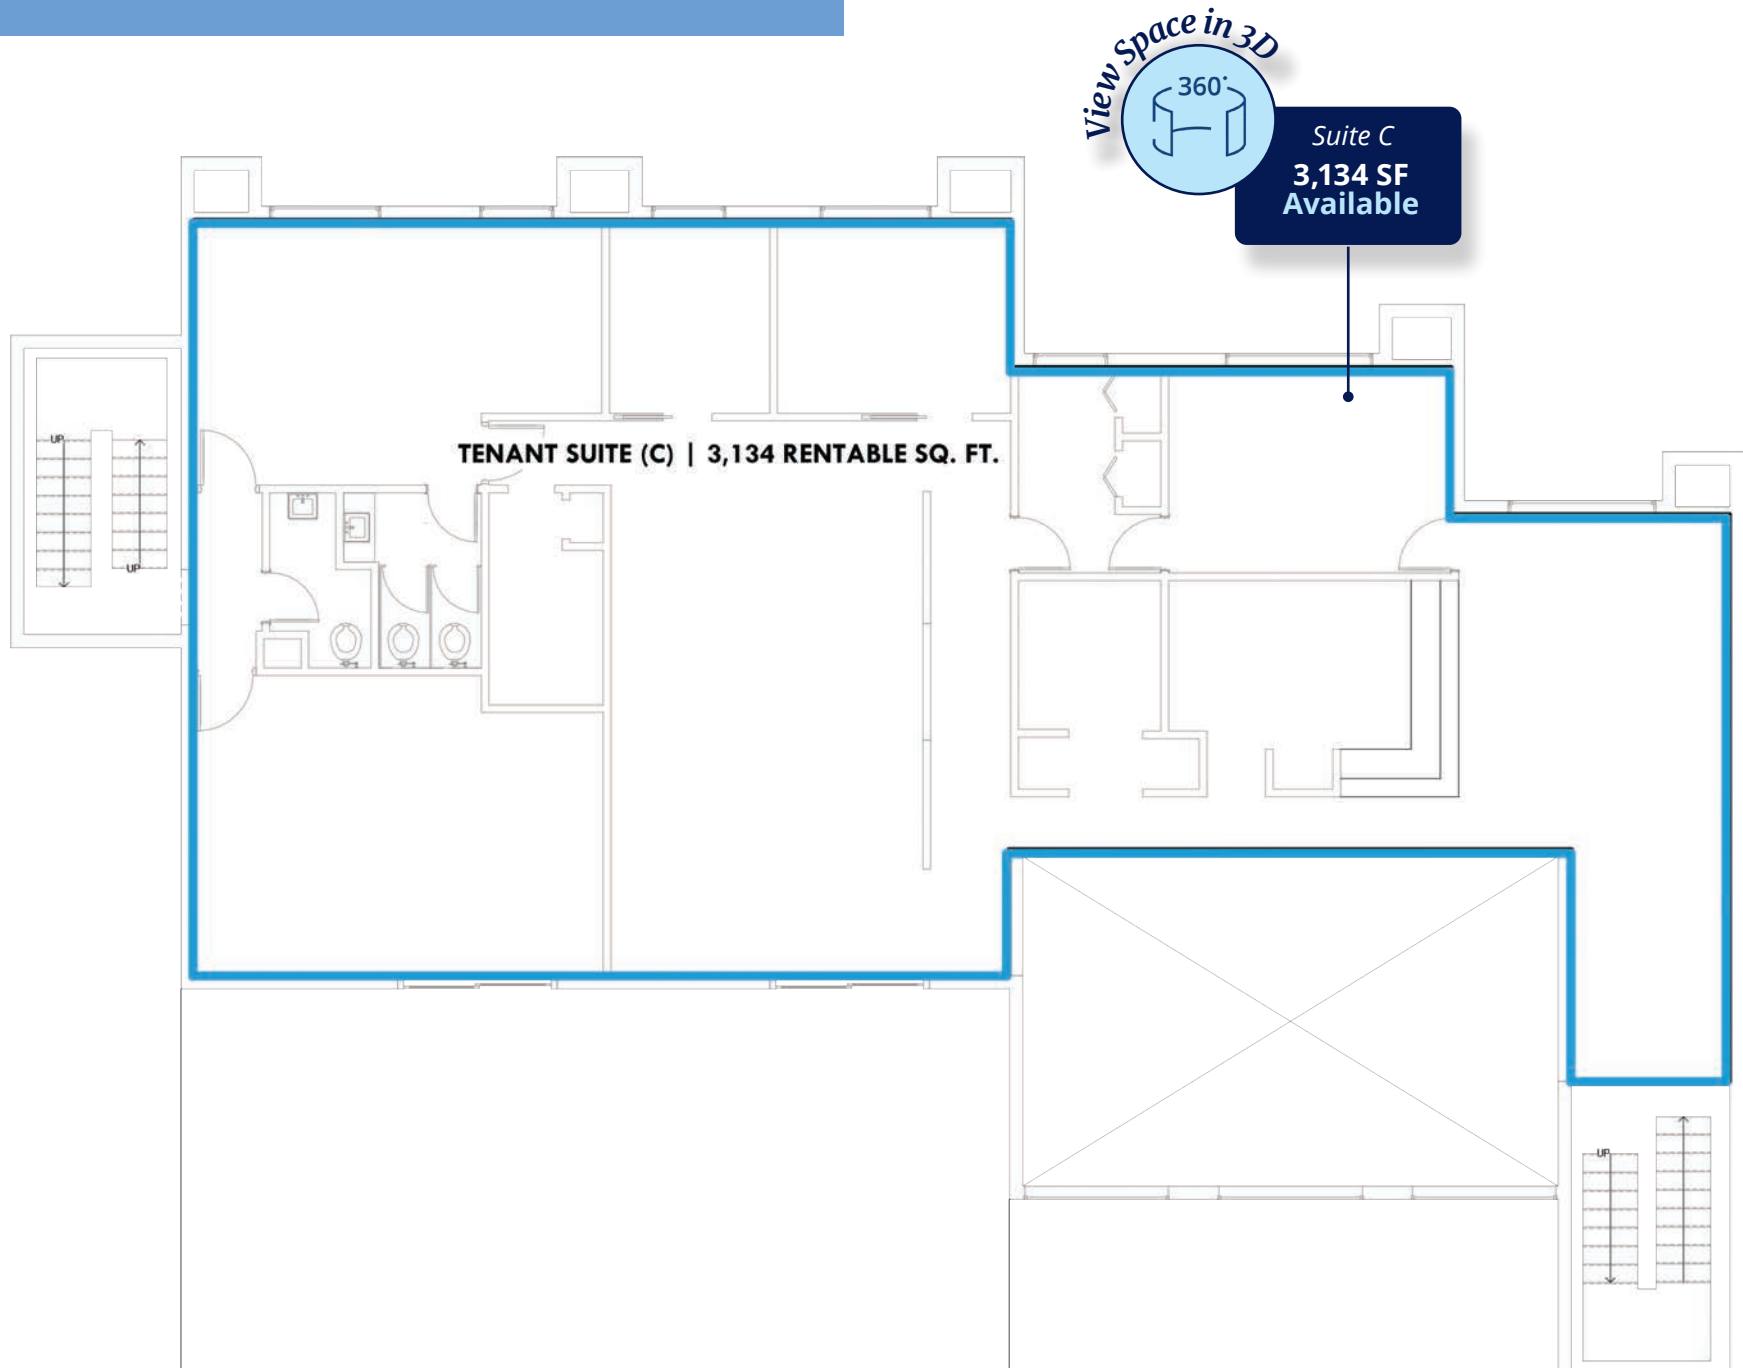 View Space in 3D
360°
Suite C
3,134 SF
Available
UP
TENANT SUITE (C) | 3,134 RENTABLE SQ. FT.
UP
UP